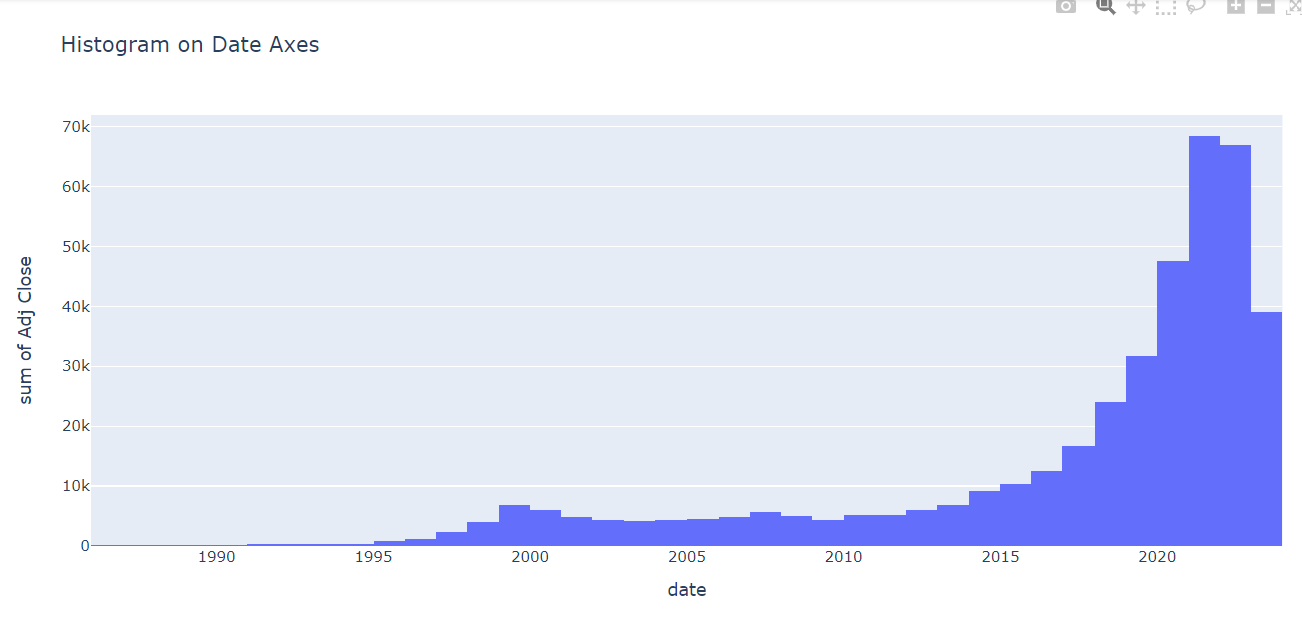 Histogram on Date Axes
70k
60k
50k
40k
30k
20k
10k
0
sum of Adj Close
1990 1995 2000 2005 2010 2015 2020
date